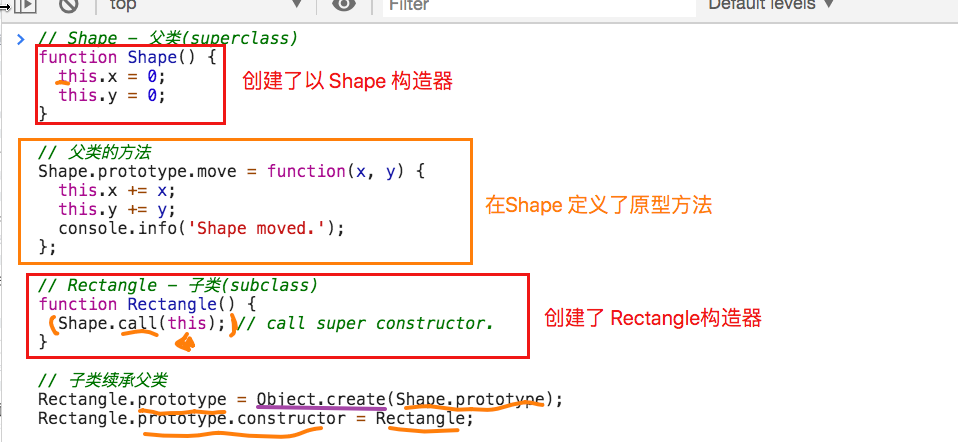 top
Filter
Default levels ▼
// Shape - 父类(superclass)
function Shape() {
this.x = 0;
this.y = 0;
}
创建了以 Shape 构造器
// 父类的方法
Shape.prototype.move = function(x, y) {
this.x += x;
this.y += y;
console.info('Shape moved.');
};
在Shape 定义了原型方法
// Rectangle - 子类(subclass)
function Rectangle() {
Shape.call(this); // call super constructor.
}
创建了 Rectangle构造器
// 子类续承父类
Rectangle.prototype = Object.create(Shape.prototype);
Rectangle.prototype.constructor = Rectangle;